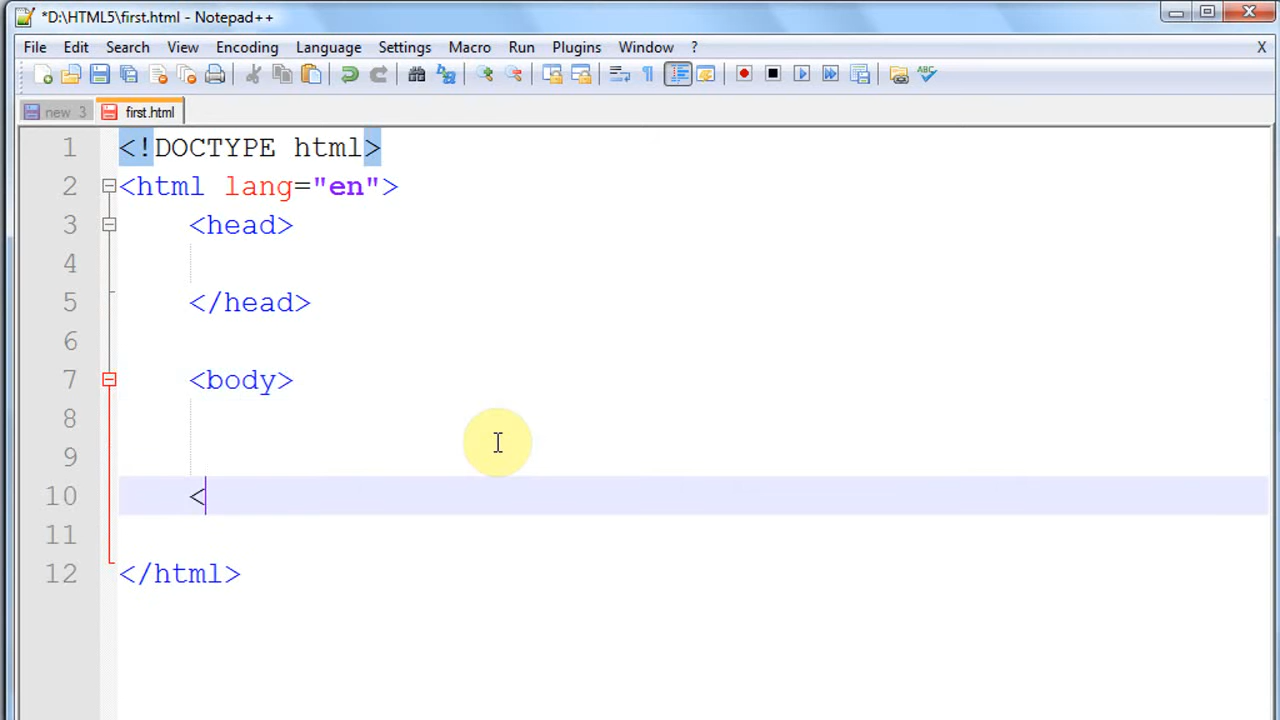 *D:\HTML5\first.html - Notepad++
File Edit Search View Encoding Language Settings Macro Run Plugins Window ? X
new 3 first.html
1 <!DOCTYPE html>
2 <html lang="en">
3 <head>
4
5 </head>
6
7 <body>
8
9
10 <
11
12 </html>